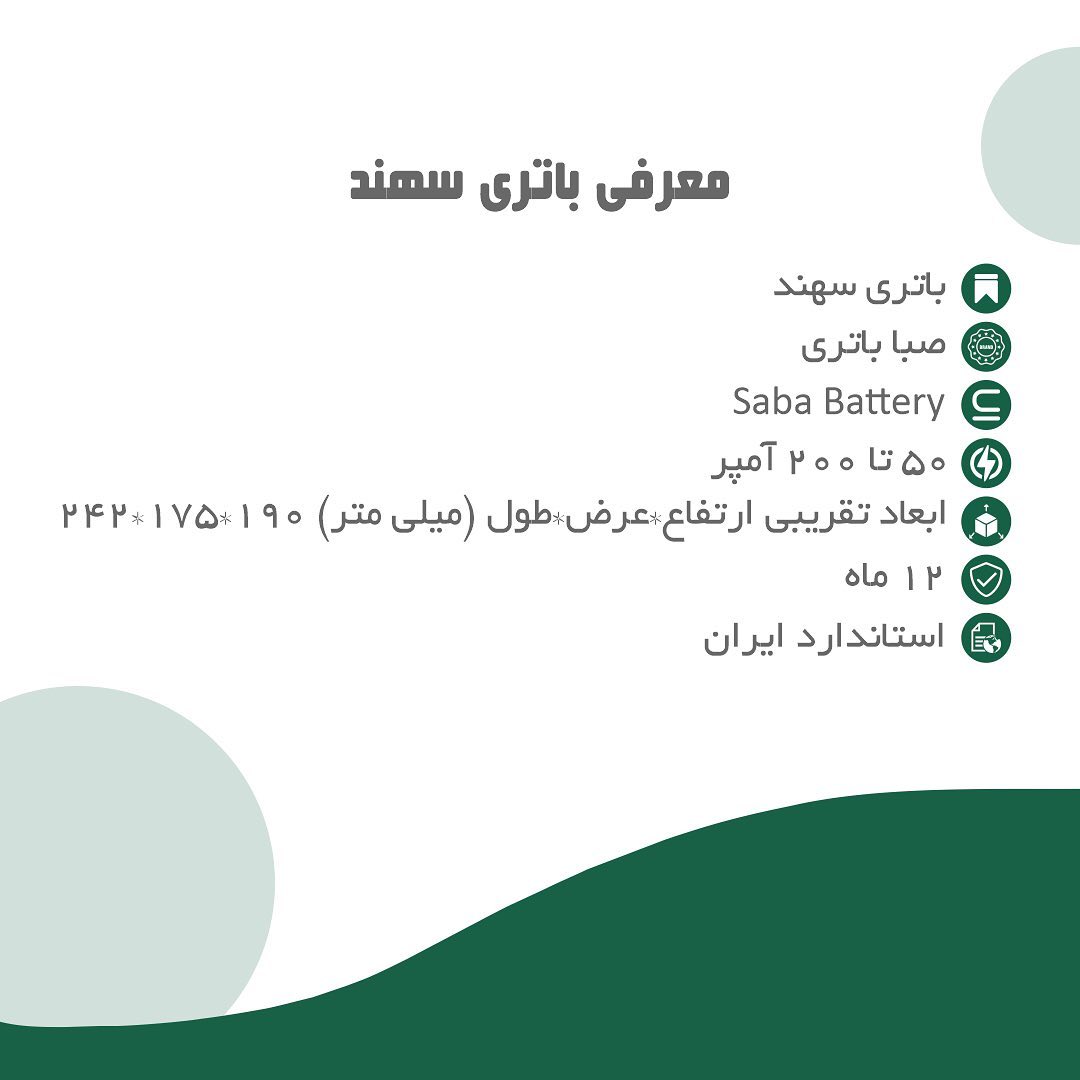 معرفی باتری سهند
باتری سهند
صبا باتری
BRAND
Saba Battery
۵۰ تا ۲۰۰ آمپر
ابعاد تقریبی ارتفاع*عرض*طول (میلی متر) ۱۹۰*۱۷۵*۲۴۲
۱۲ ماه
استاندارد ایران